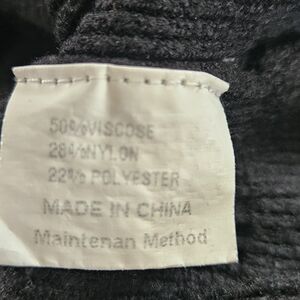 50%VISCOSE
28%NYLON
22% POLYESTER
MADE IN CHINA
Maintenan Method